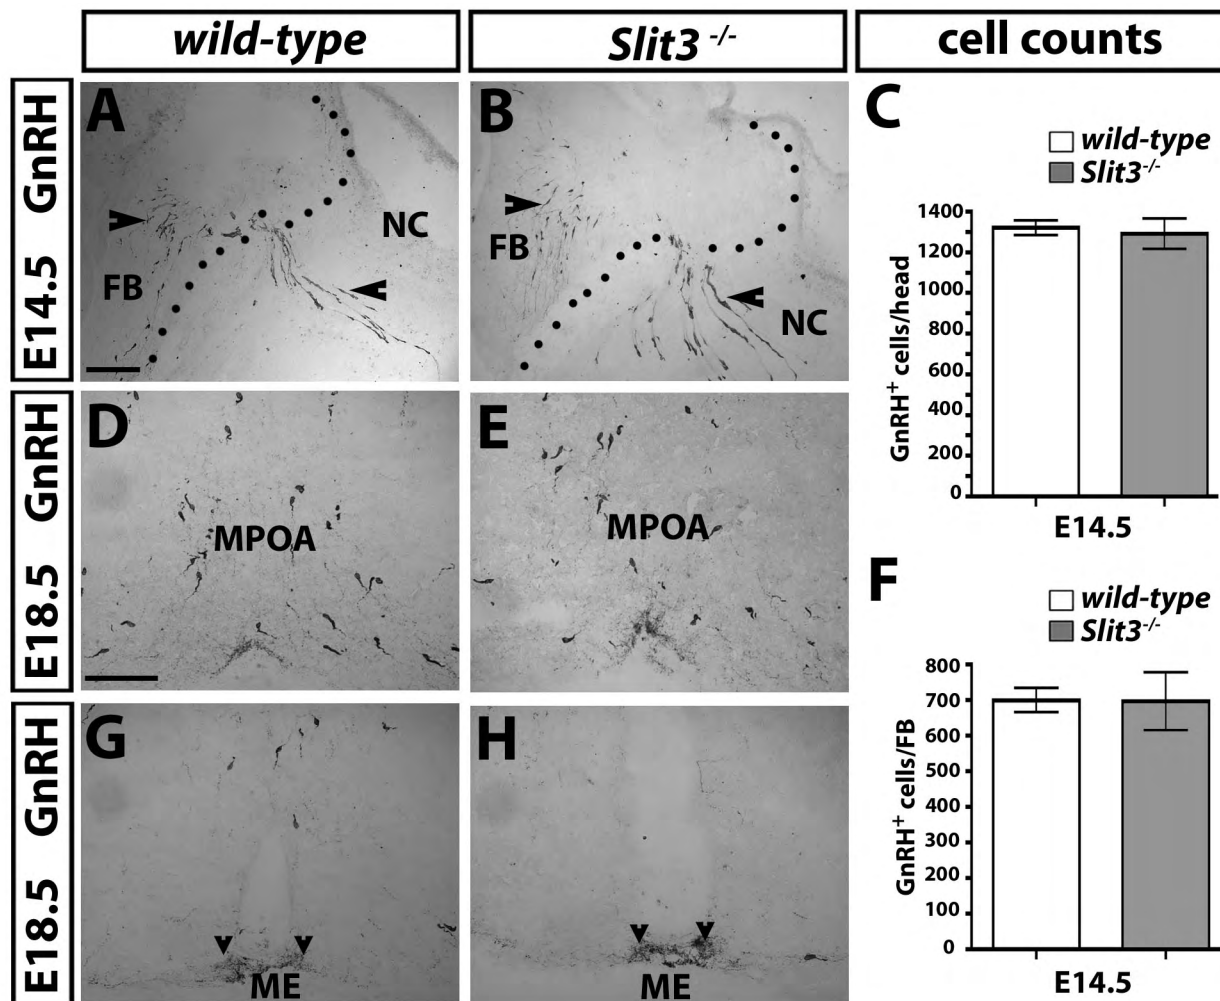 wild-type
Slit3 -/-
cell counts
E14.5 GnRH
A
NC
FB
B
FB
NC
C
wild-type
Slit3-/-
GnRH+ cells/head
1400
1200
1000
800
600
400
200
0
E14.5
E18.5 GnRH
D
MPOA
E
MPOA
F
wild-type
Slit3-/-
GnRH+ cells/FB
800
700
600
500
400
300
200
100
0
E14.5
E18.5 GnRH
G
ME
H
ME